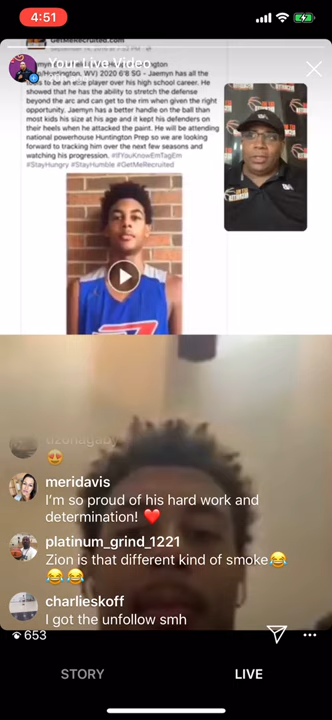 4:51
GetMeRecruited.com
Your Live Video
(Huntington, WV) 2020 6'8 SG - Jaemyn has all the
to be an elite player over his high school career. He
showed that he has the ability to stretch the defense
beyond the arc and can get to the rim when given the right
opportunity. Jaemyn has a better handle on the ball than
most kids his size at his age and it kept his defenders on
their heels when he attacked the paint. He will be attending
national powerhouse Huntington Prep so we are looking
forward to tracking him over the next few seasons and
watching his progression. #IfYouKnowEmTagEm
#StayHungry #StayHumble #GetMeRecruited
😍
meridavis
I'm so proud of his hard work and
determination! ❤️
platinum_grind_1221
Zion is that different kind of smoke😂
😂😂
charlieskoff
I got the unfollow smh
653
STORY
LIVE